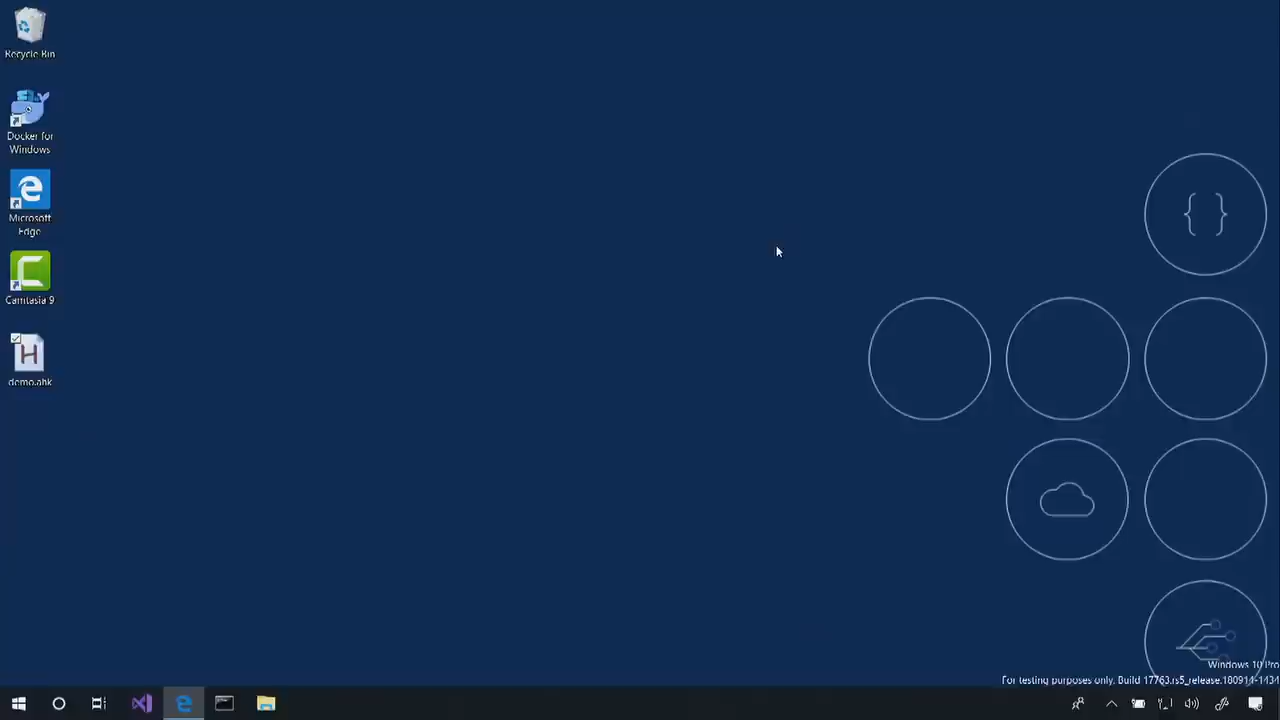 Recycle Bin
Docker for
Windows
Microsoft
Edge
Camtasia 9
H
demo.ahk
{ }
Windows 10 Pro
For testing purposes only. Build 17763.rs5_release.180914-1434